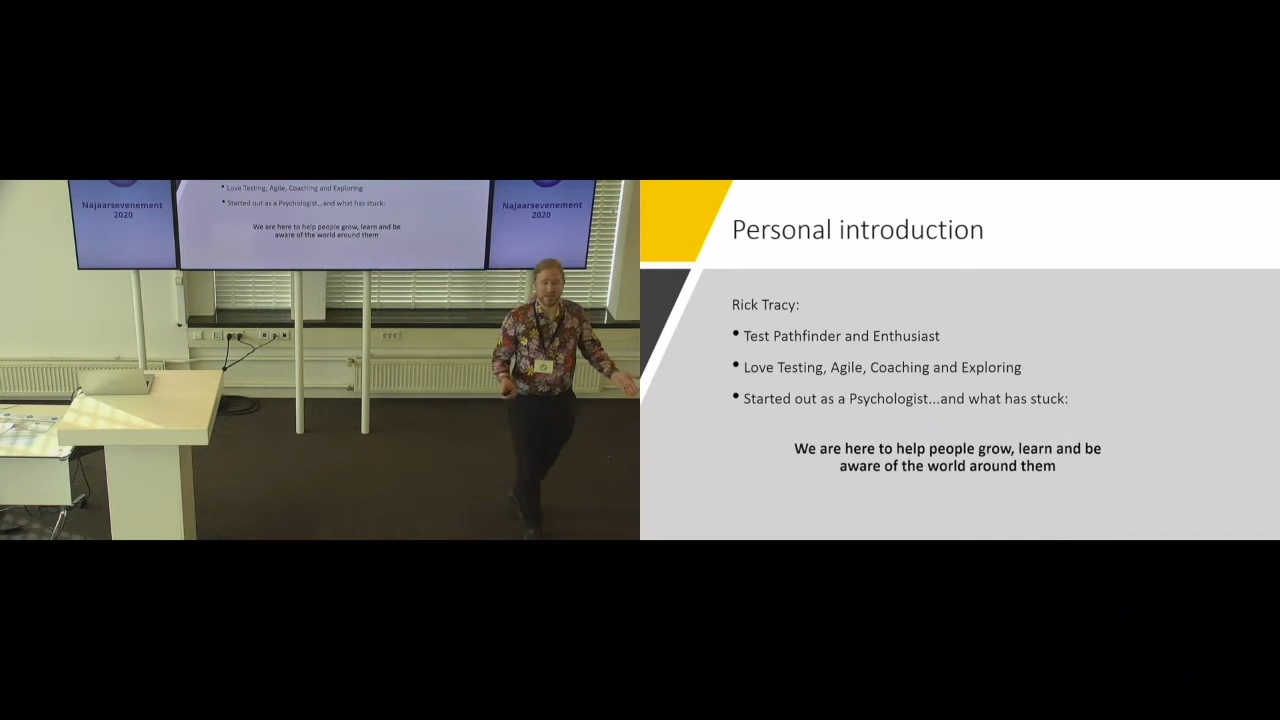 Najaarsevenement
2020
• Love Testing, Agile, Coaching and Exploring
• Started out as a Psychologist...and what has stuck:
We are here to help people grow, learn and be
aware of the world around them
Najaarsevenement
2020
Personal introduction
Rick Tracy:
• Test Pathfinder and Enthusiast
• Love Testing, Agile, Coaching and Exploring
• Started out as a Psychologist...and what has stuck:
We are here to help people grow, learn and be
aware of the world around them